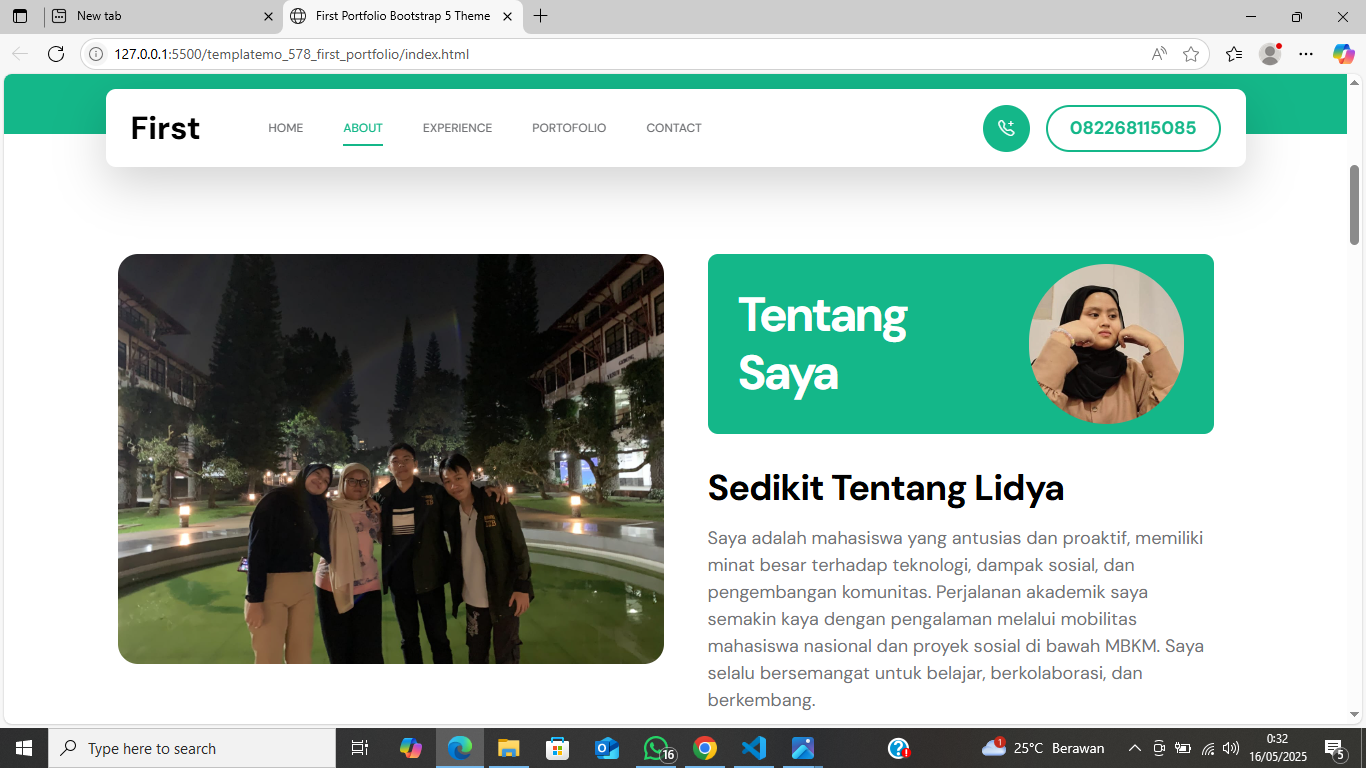 New tab
First Portfolio Bootstrap 5 Theme
127.0.0.1:5500/templatemo_578_first_portfolio/index.html
First
HOME
ABOUT
EXPERIENCE
PORTOFOLIO
CONTACT
082268115085
Tentang
Saya
Sedikit Tentang Lidya
Saya adalah mahasiswa yang antusias dan proaktif, memiliki
minat besar terhadap teknologi, dampak sosial, dan
pengembangan komunitas. Perjalanan akademik saya
semakin kaya dengan pengalaman melalui mobilitas
mahasiswa nasional dan proyek sosial di bawah MBKM. Saya
selalu bersemangat untuk belajar, berkolaborasi, dan
berkembang.
Type here to search
16
1
25°C Berawan
0:32
16/05/2025
5